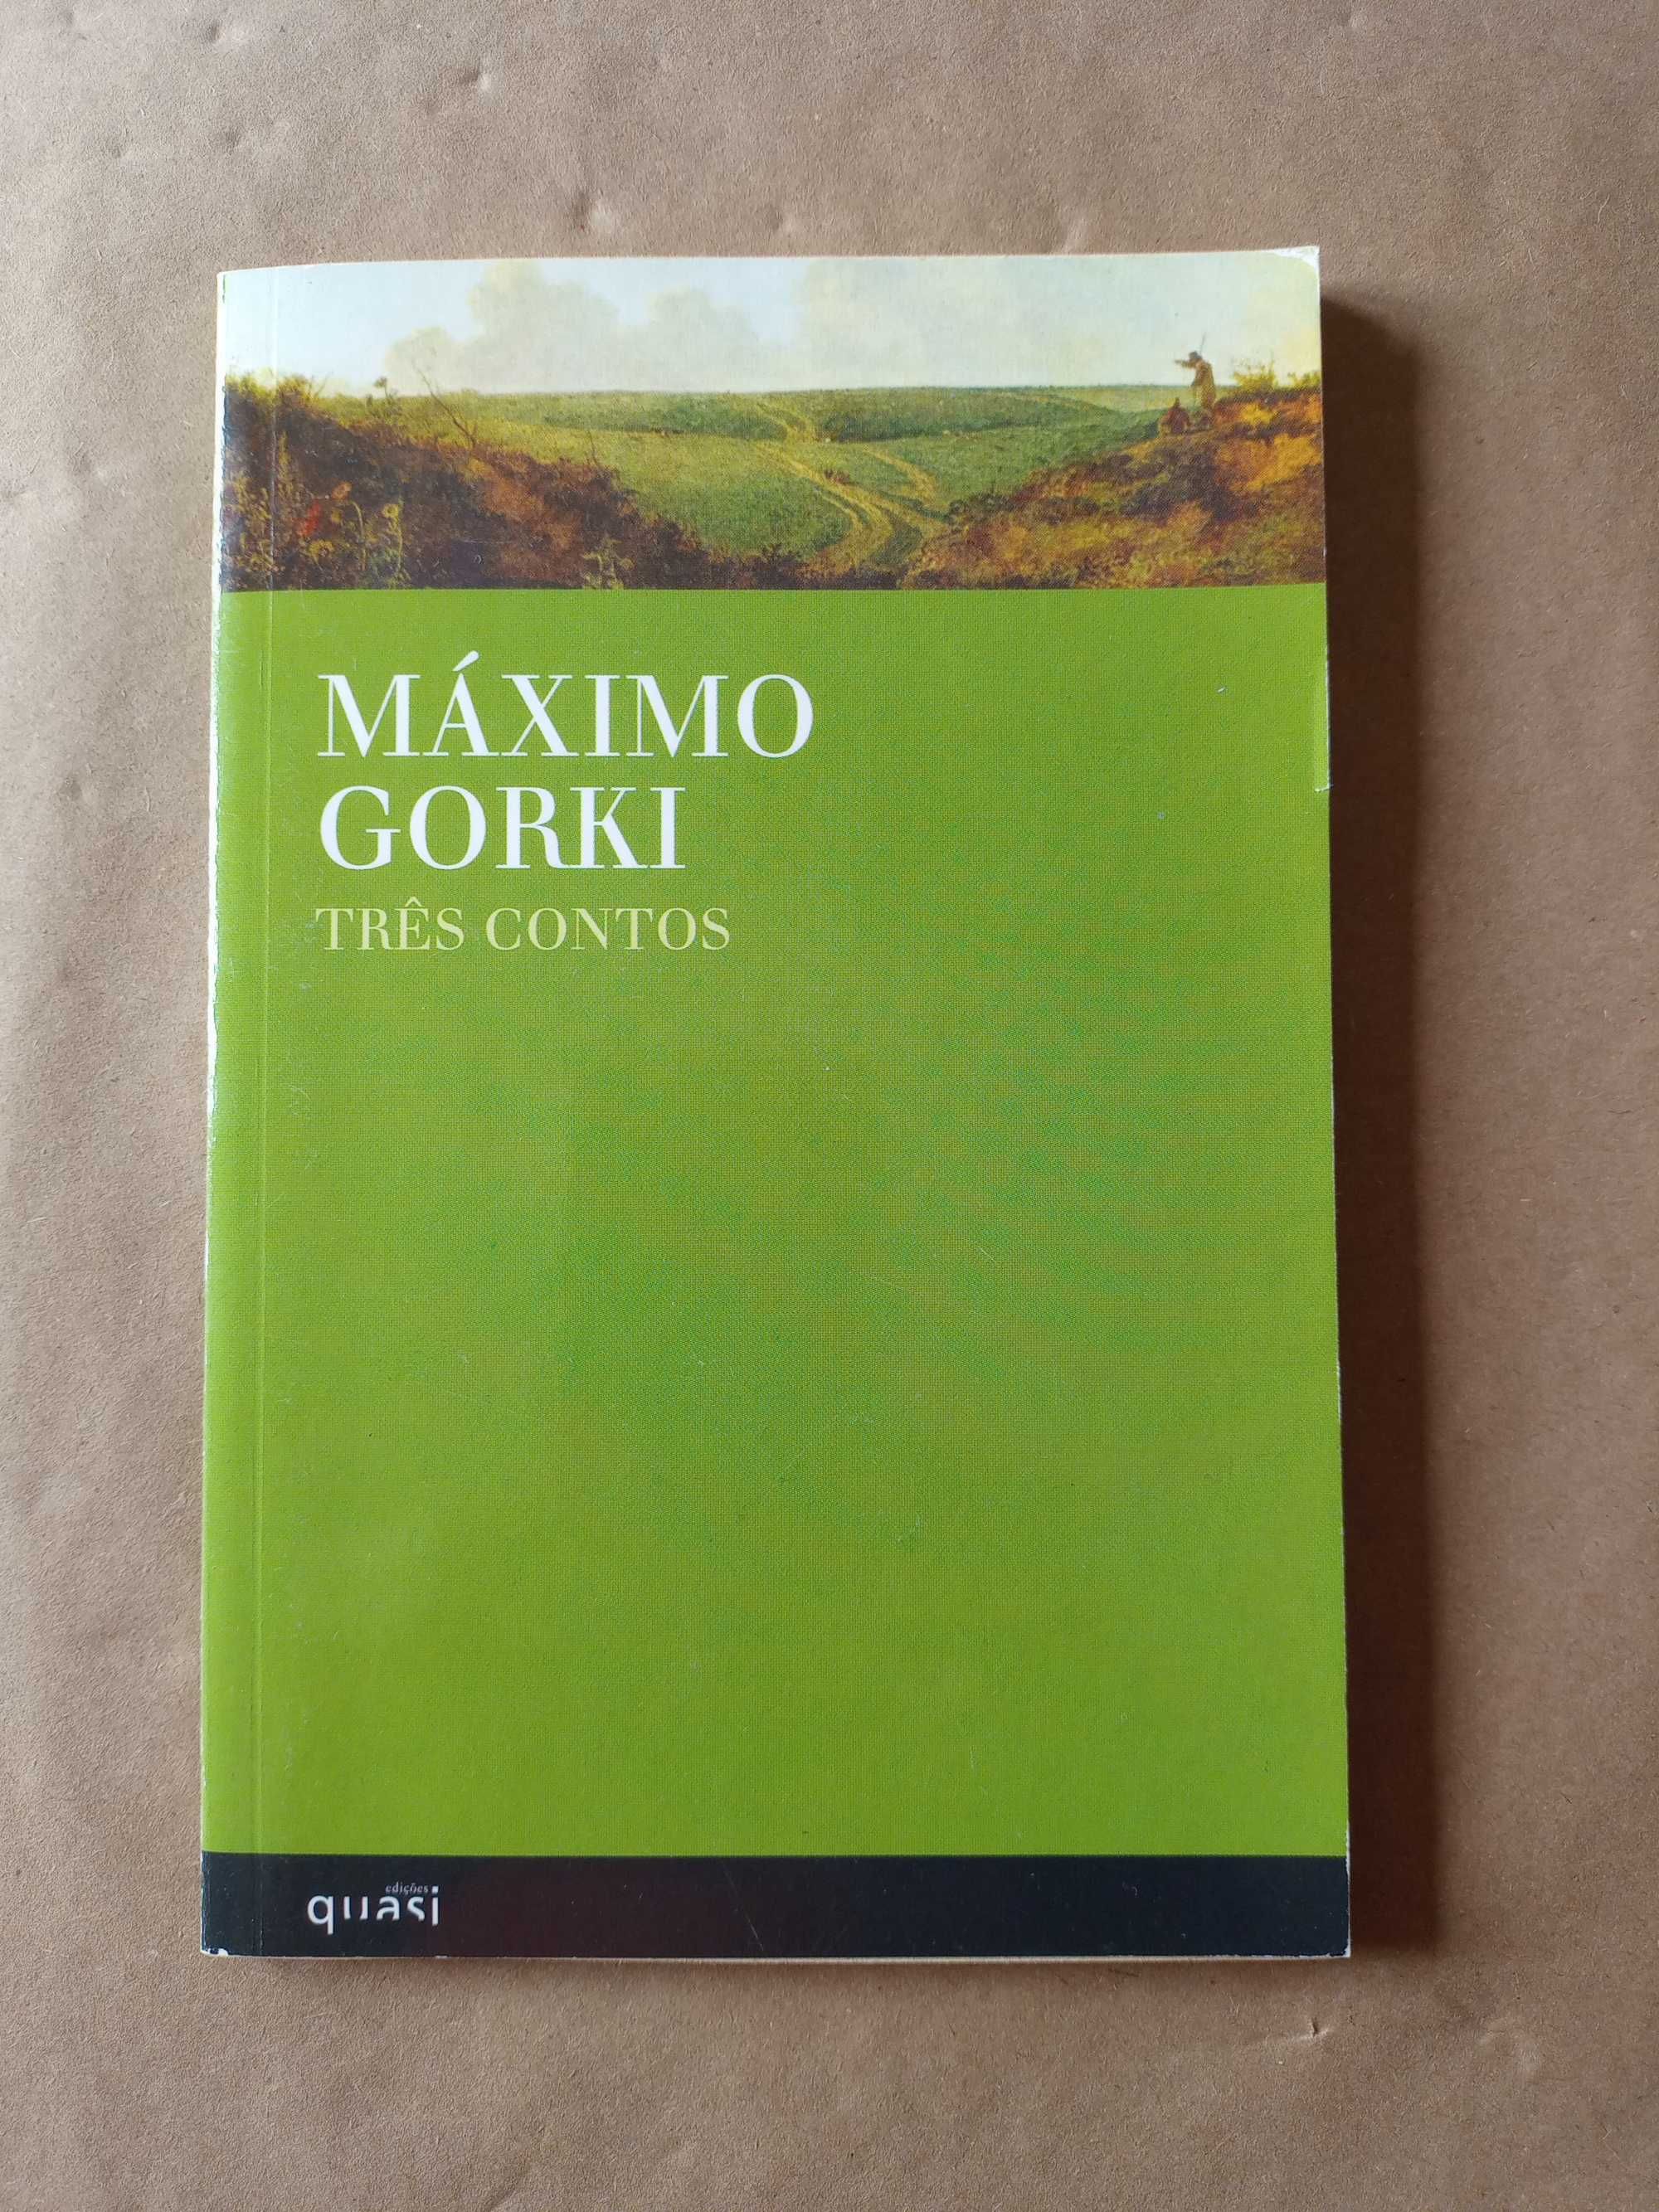 MÁXIMO
GORKI
TRÊS CONTOS
edições
quasi